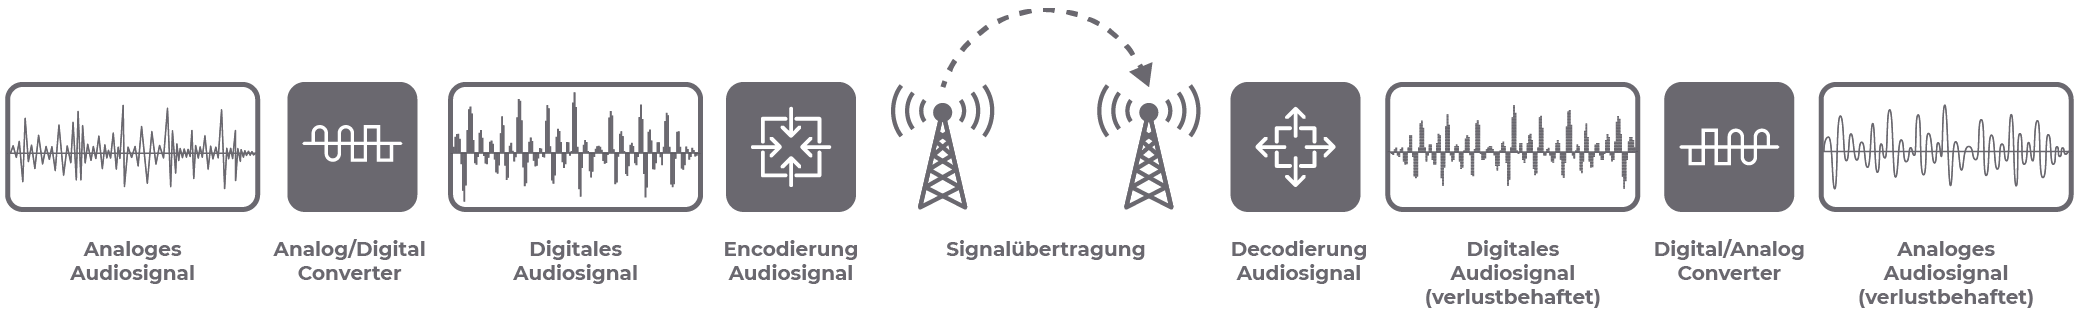 Analoges
Audiosignal
Analog/Digital
Converter
Digitales
Audiosignal
Encodierung
Audiosignal
Signalübertragung
Decodierung
Audiosignal
Digitales
Audiosignal
(verlustbehaftet)
Digital/Analog
Converter
Analoges
Audiosignal
(verlustbehaftet)